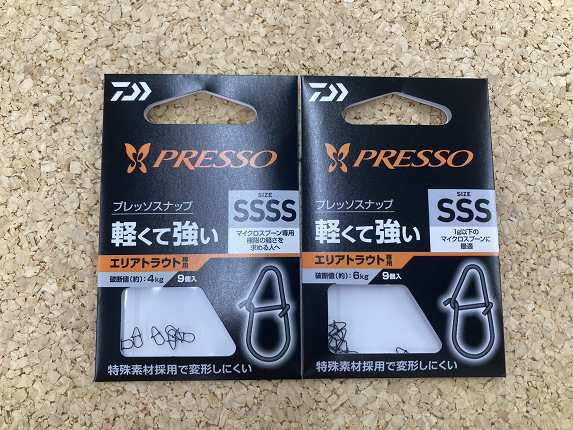 PRESSO
プレッソスナップ
軽くて強い
エリアトラウト専用
破断値(約):4kg 9個入
SIZE
SSSS
マイクロスプーン専用
極限の軽さを
求める人へ
特殊素材採用で変形しにくい
PRESSO
プレッソスナップ
軽くて強い
エリアトラウト専用
破断値(約):6kg 9個入
SIZE
SSS
1g以下の
マイクロスプーンに
最適
特殊素材採用で変形しにくい